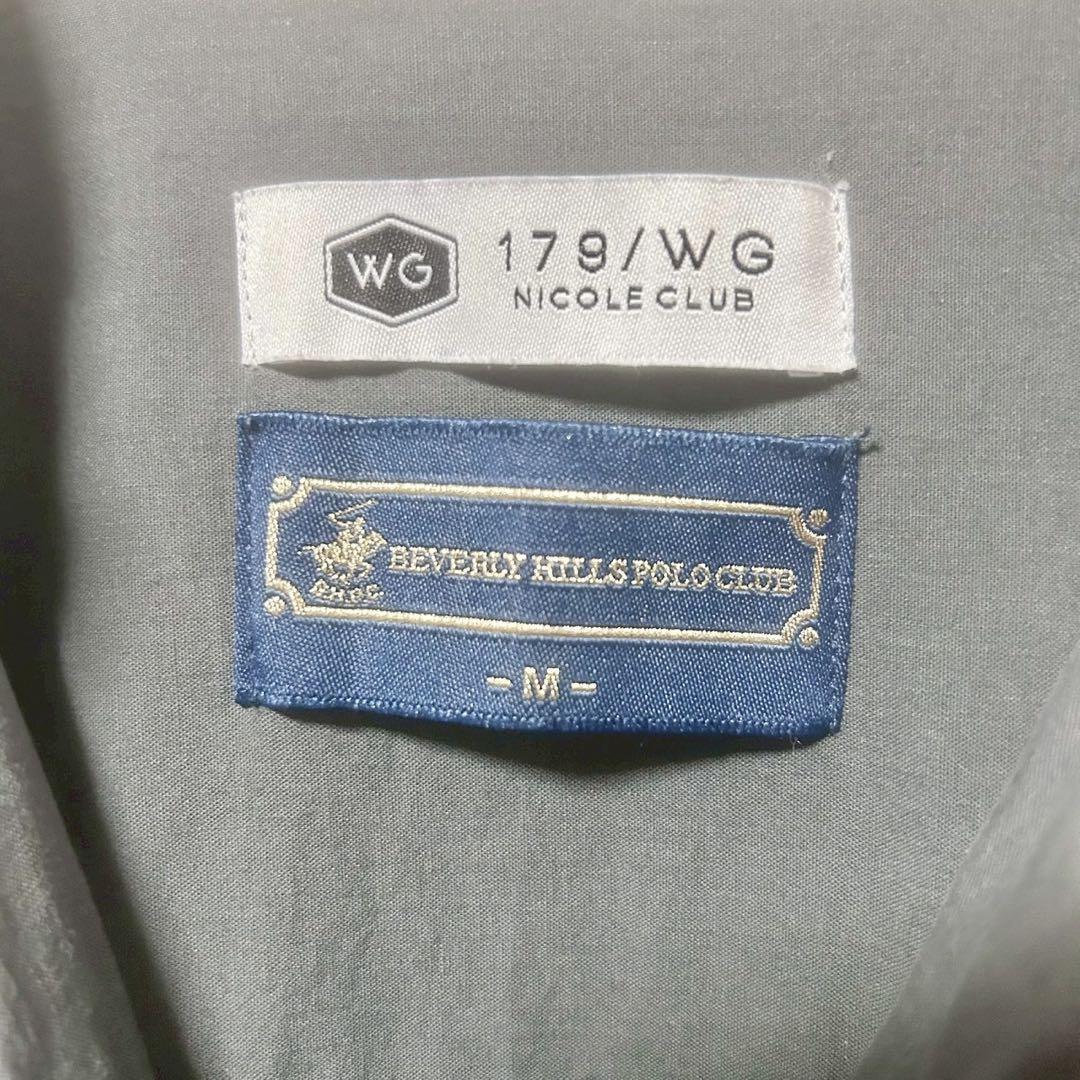 WG
179/WG
NICOLE CLUB
BEVERLY HILLS POLO CLUB
B.H.P.C
- M -